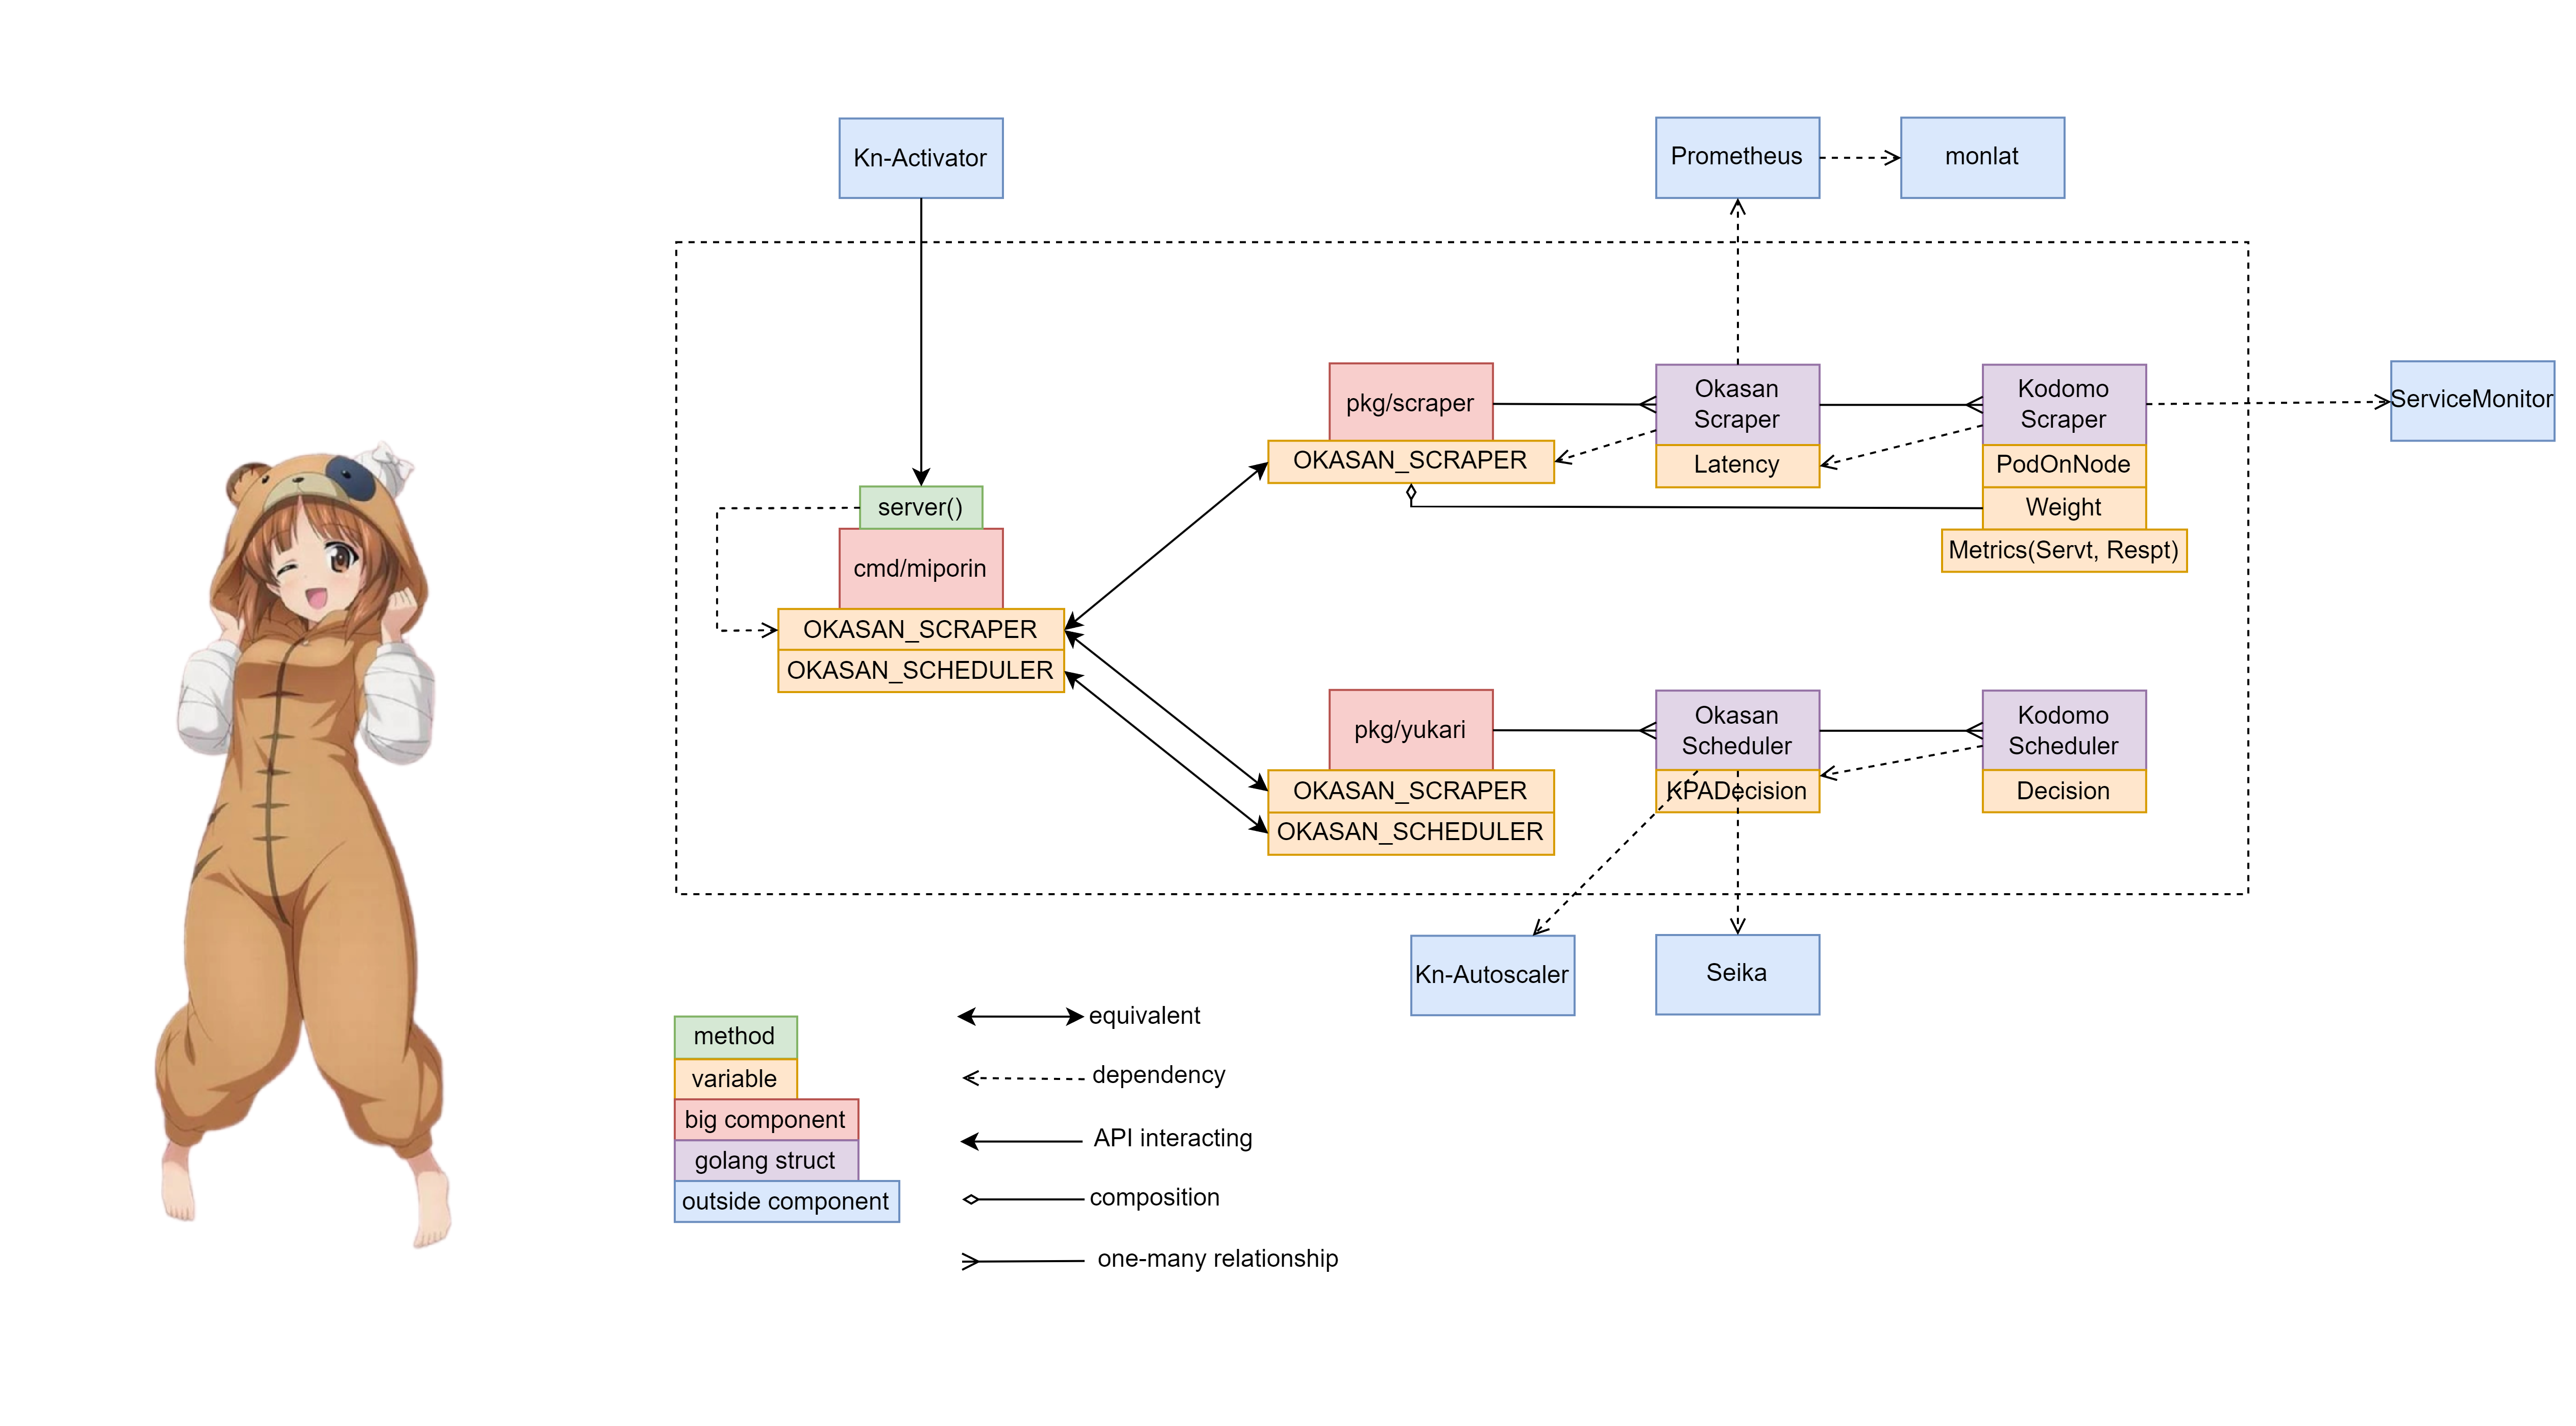 Kn-Activator
Prometheus
monlat
pkg/scraper
OKASAN_SCRAPER
Okasan
Scraper
Latency
Kodomo
Scraper
PodOnNode
Weight
Metrics(Servt, Respt)
ServiceMonitor
server()
cmd/miporin
OKASAN_SCRAPER
OKASAN_SCHEDULER
pkg/yukari
OKASAN_SCRAPER
OKASAN_SCHEDULER
Okasan
Scheduler
KPADecision
Kodomo
Scheduler
Decision
Kn-Autoscaler
Seika
method
variable
big component
golang struct
outside component
equivalent
dependency
API interacting
composition
one-many relationship